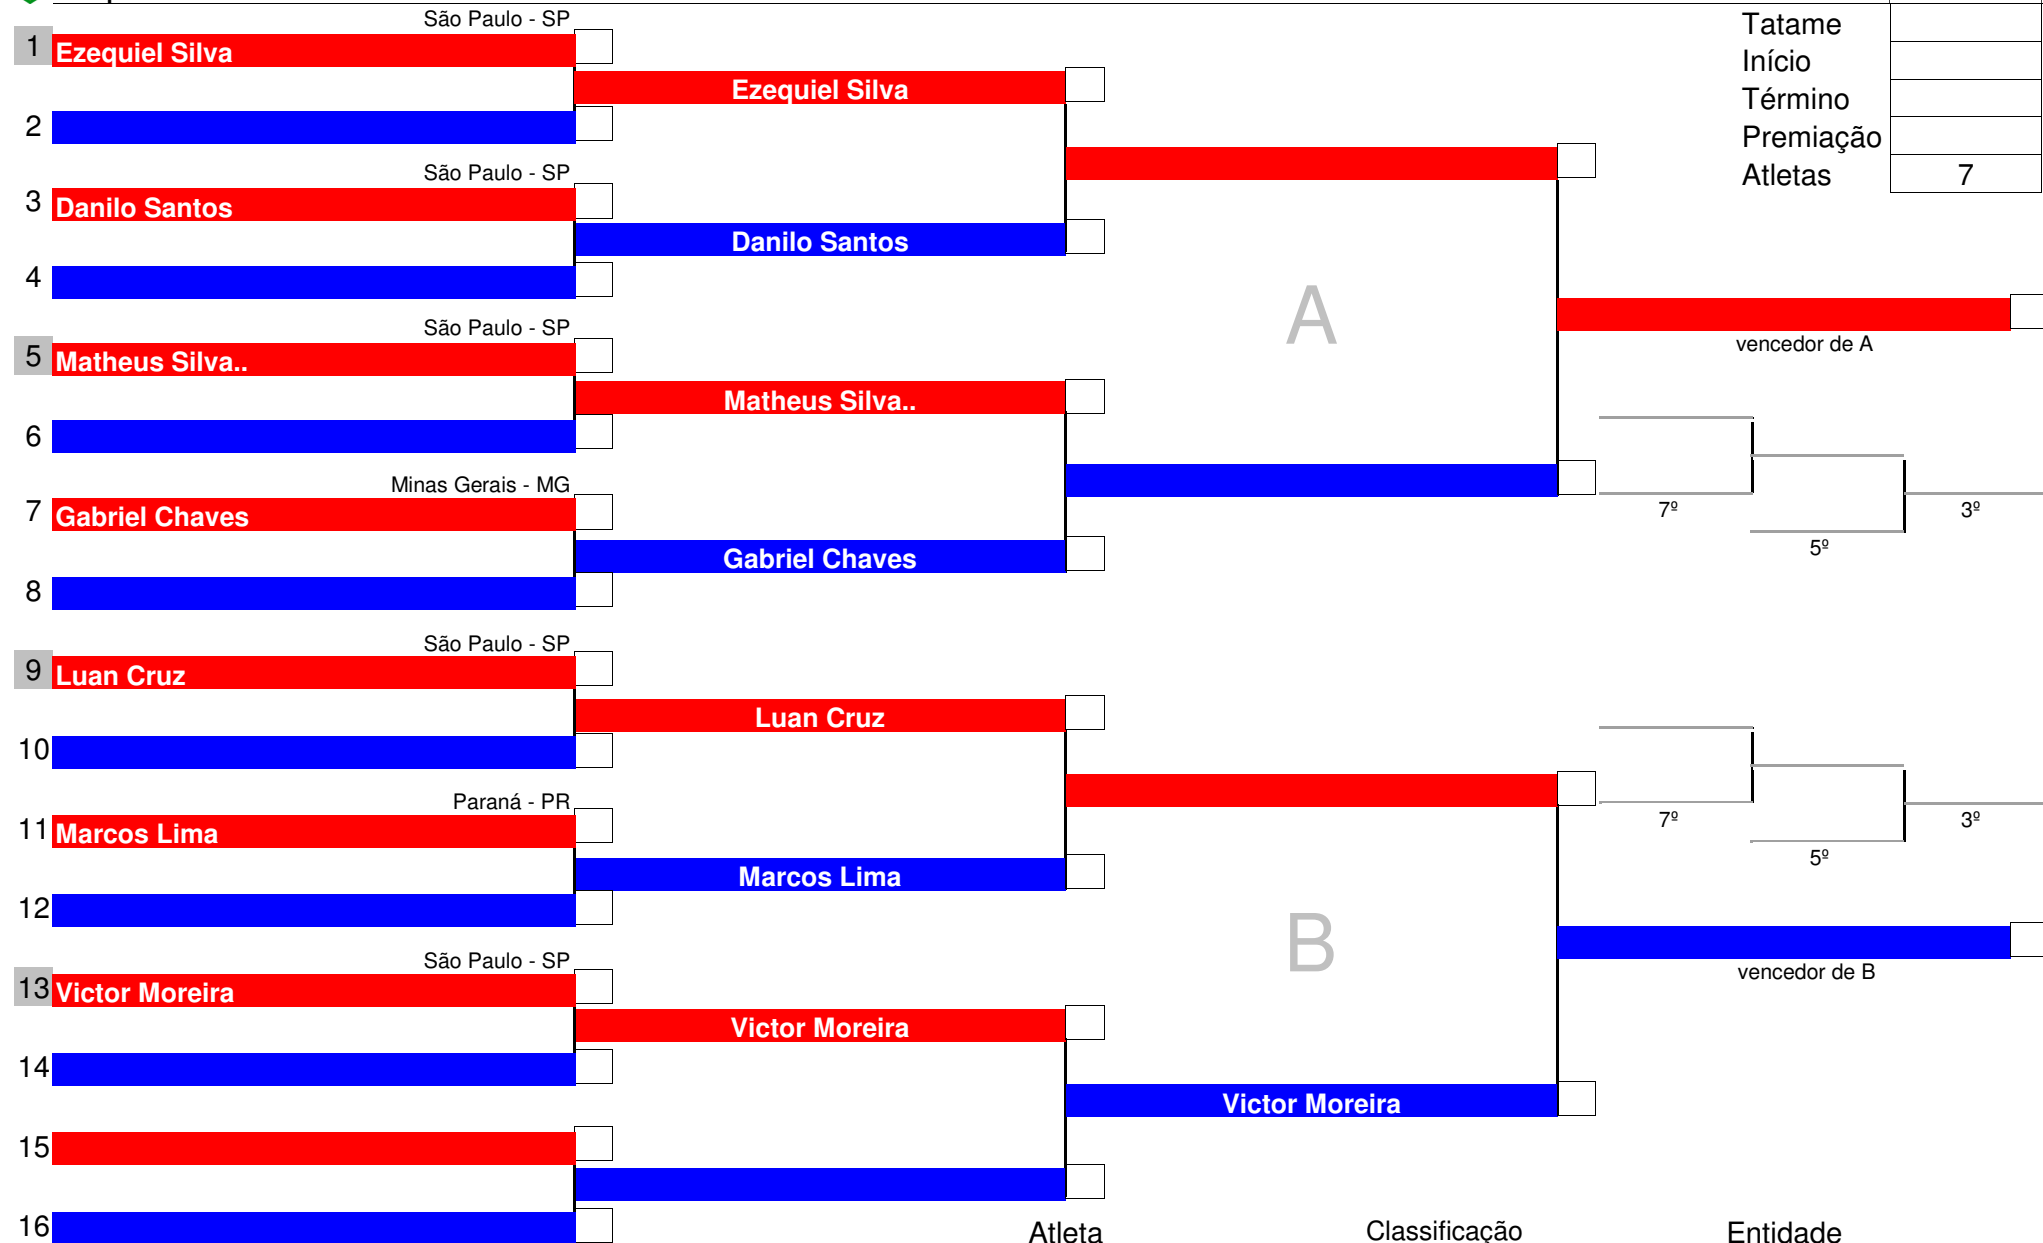 São Paulo - SP
Tatame
1 Ezequiel Silva
Início
Ezequiel Silva
Término
2
Premiação
São Paulo - SP
Atletas 7
3 Danilo Santos
Danilo Santos
4
A
São Paulo - SP
vencedor de A
5 Matheus Silva..
Matheus Silva..
6
Minas Gerais - MG
7 Gabriel Chaves
7º 3º
5º
Gabriel Chaves
8
São Paulo - SP
9 Luan Cruz
Luan Cruz
10
Paraná - PR
11 Marcos Lima
7º 3º
5º
Marcos Lima
12
B
São Paulo - SP
vencedor de B
13 Victor Moreira
Victor Moreira
14
Victor Moreira
15
16
Atleta Classificação Entidade